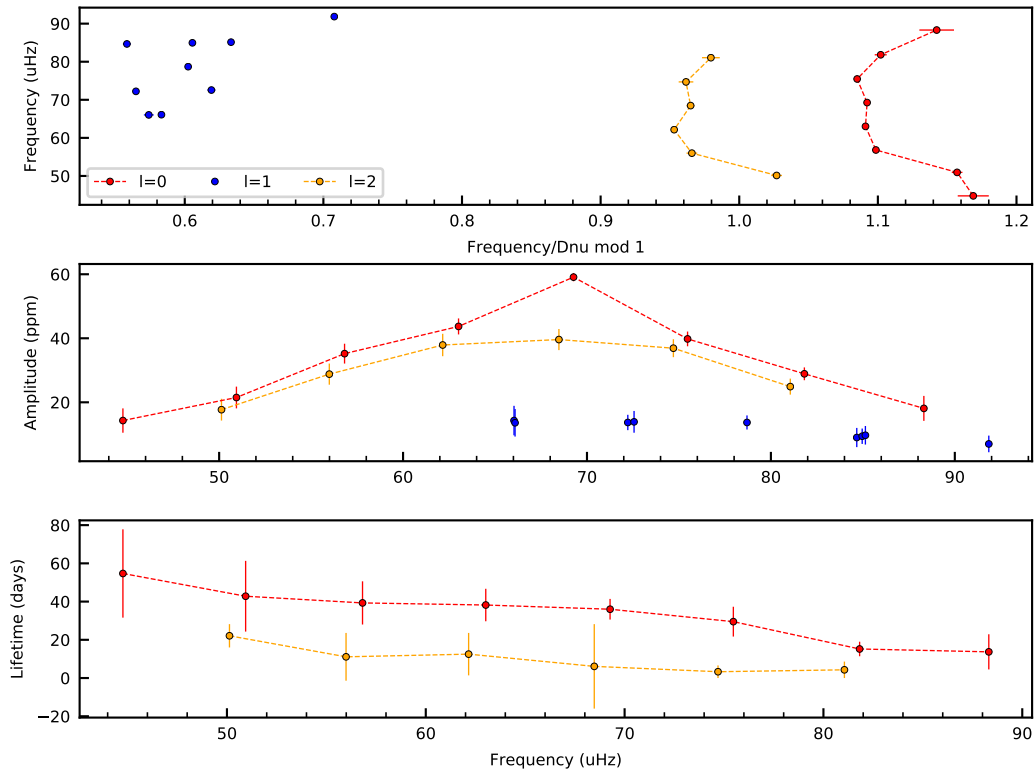 90
80
70
60
50
Frequency (uHz)
l=0 l=1 l=2
0.6 0.7 0.8 0.9 1.0 1.1 1.2
Frequency/Dnu mod 1
60
40
20
Amplitude (ppm)
50 60 70 80 90
80
60
40
20
0
−20
Lifetime (days)
50 60 70 80 90
Frequency (uHz)